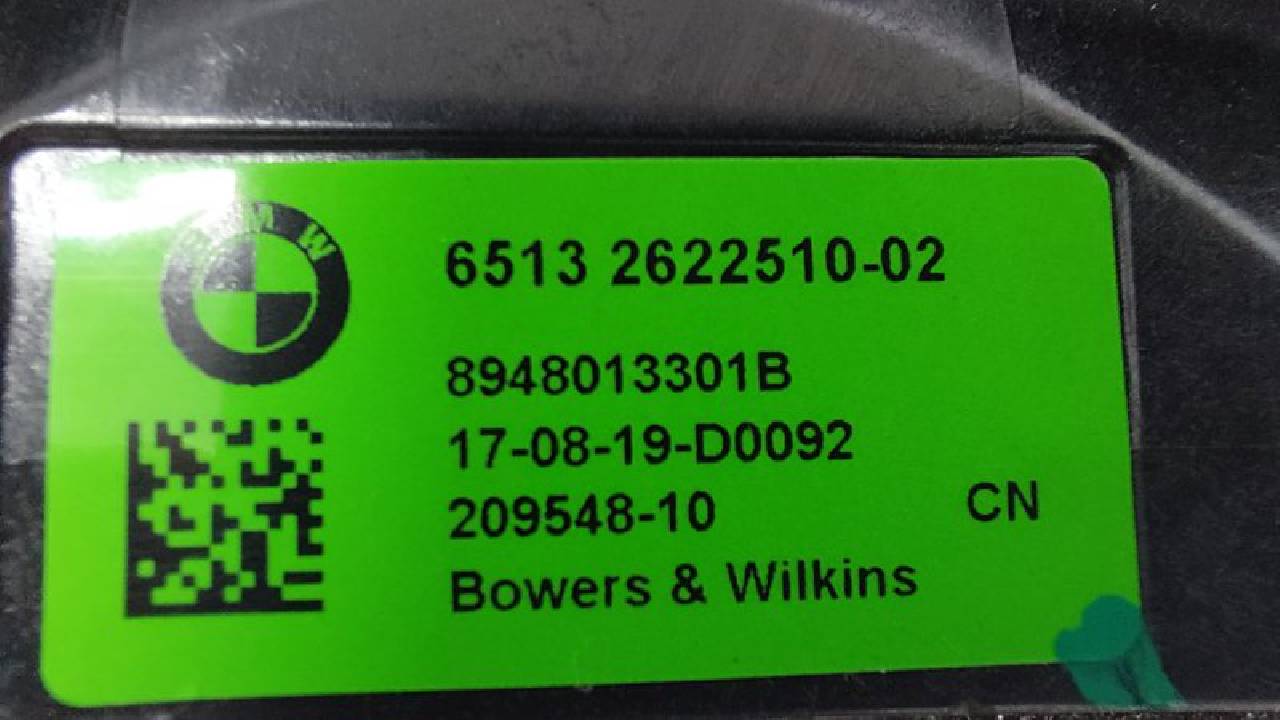 BMW
6513 2622510-02
8948013301B
17-08-19-D0092
209548-10
CN
Bowers & Wilkins